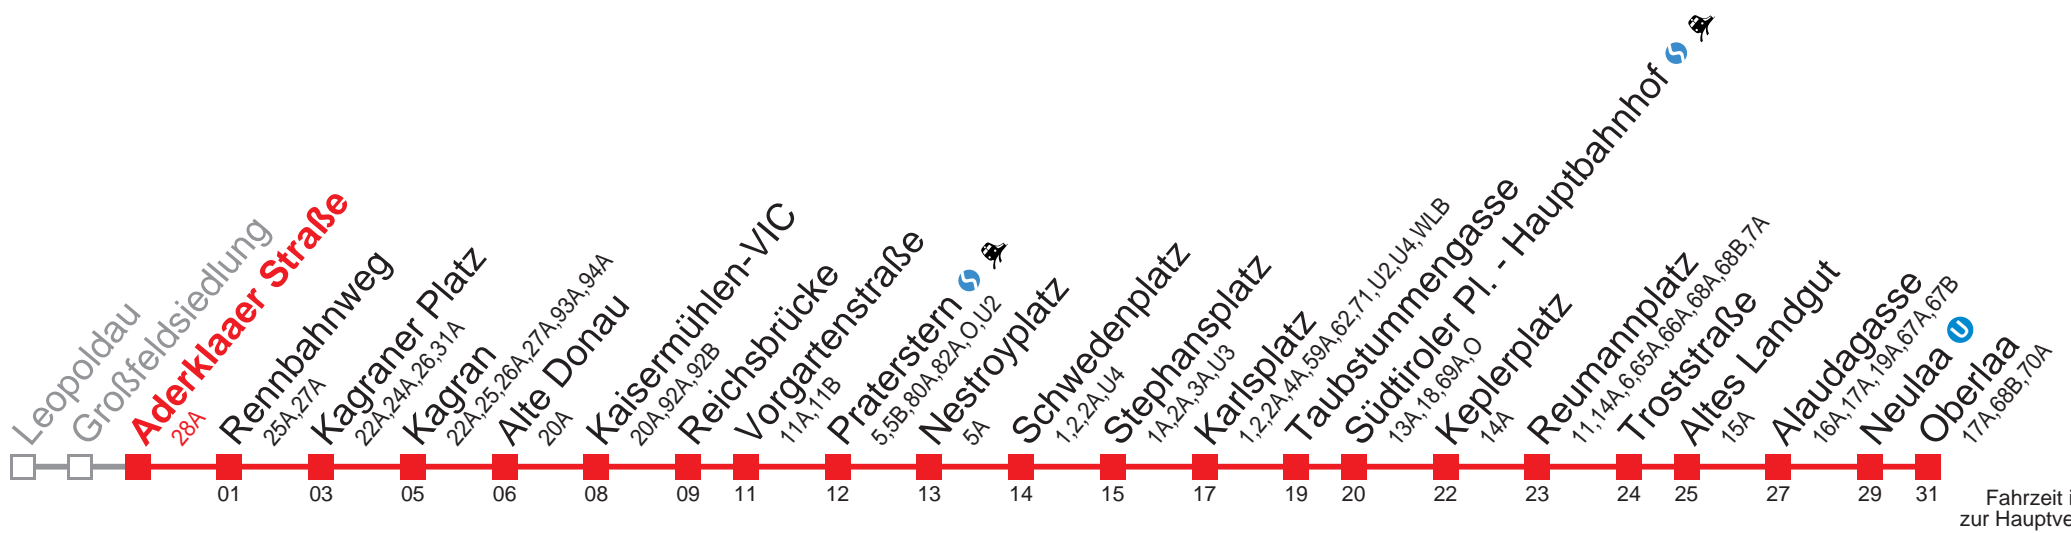 Leopoldau
Großfeldsiedlung
Aderklaaer Straße
28A
Rennbahnweg
25A,27A
Kagraner Platz
22A,24A,26,31A
Kagran
22A,25,26A,27A,93A,94A
Alte Donau
20A
Kaisermühlen-VIC
20A,92A,92B
Reichsbrücke
Vorgartenstraße
11A,11B
Praterstern
5,5B,80A,82A,O,U2
Nestroyplatz
5A
Schwedenplatz
1,2,2A,U4
Stephansplatz
1A,2A,3A,U3
Karlsplatz
1,2,2A,4A,59A,62,71,U2,U4,WLB
Taubstummengasse
Südtiroler Pl. - Hauptbahnhof
13A,18,69A,O
Keplerplatz
14A
Reumannplatz
11,14A,6,65A,66A,68A,68B,7A
Troststraße
Altes Landgut
15A
Alaudagasse
16A,17A,19A,67A,67B
Neulaa U
Oberlaa
17A,68B,70A
01 03 05 06 08 09 11 12 13 14 15 17 19 20 22 23 24 25 27 29 31
Fahrzeit i
zur Hauptve